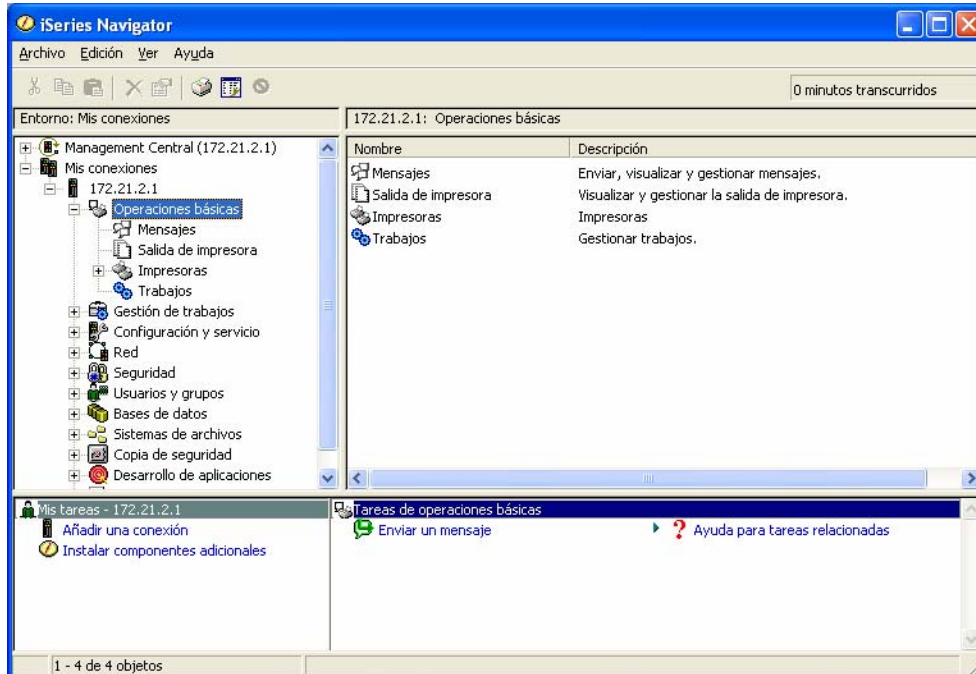 iSeries Navigator
Archivo Edición Ver Ayuda
0 minutos transcurridos
Entorno: Mis conexiones
172.21.2.1: Operaciones básicas
Management Central (172.21.2.1)
Mis conexiones
172.21.2.1
Operaciones básicas
Mensajes
Salida de impresora
Impresoras
Trabajos
Gestión de trabajos
Configuración y servicio
Red
Seguridad
Usuarios y grupos
Bases de datos
Sistemas de archivos
Copia de seguridad
Desarrollo de aplicaciones
Nombre Descripción
Mensajes Enviar, visualizar y gestionar mensajes.
Salida de impresora Visualizar y gestionar la salida de impresora.
Impresoras Impresoras
Trabajos Gestionar trabajos.
Mis tareas - 172.21.2.1
Añadir una conexión
Instalar componentes adicionales
Tareas de operaciones básicas
Enviar un mensaje ? Ayuda para tareas relacionadas
1 - 4 de 4 objetos